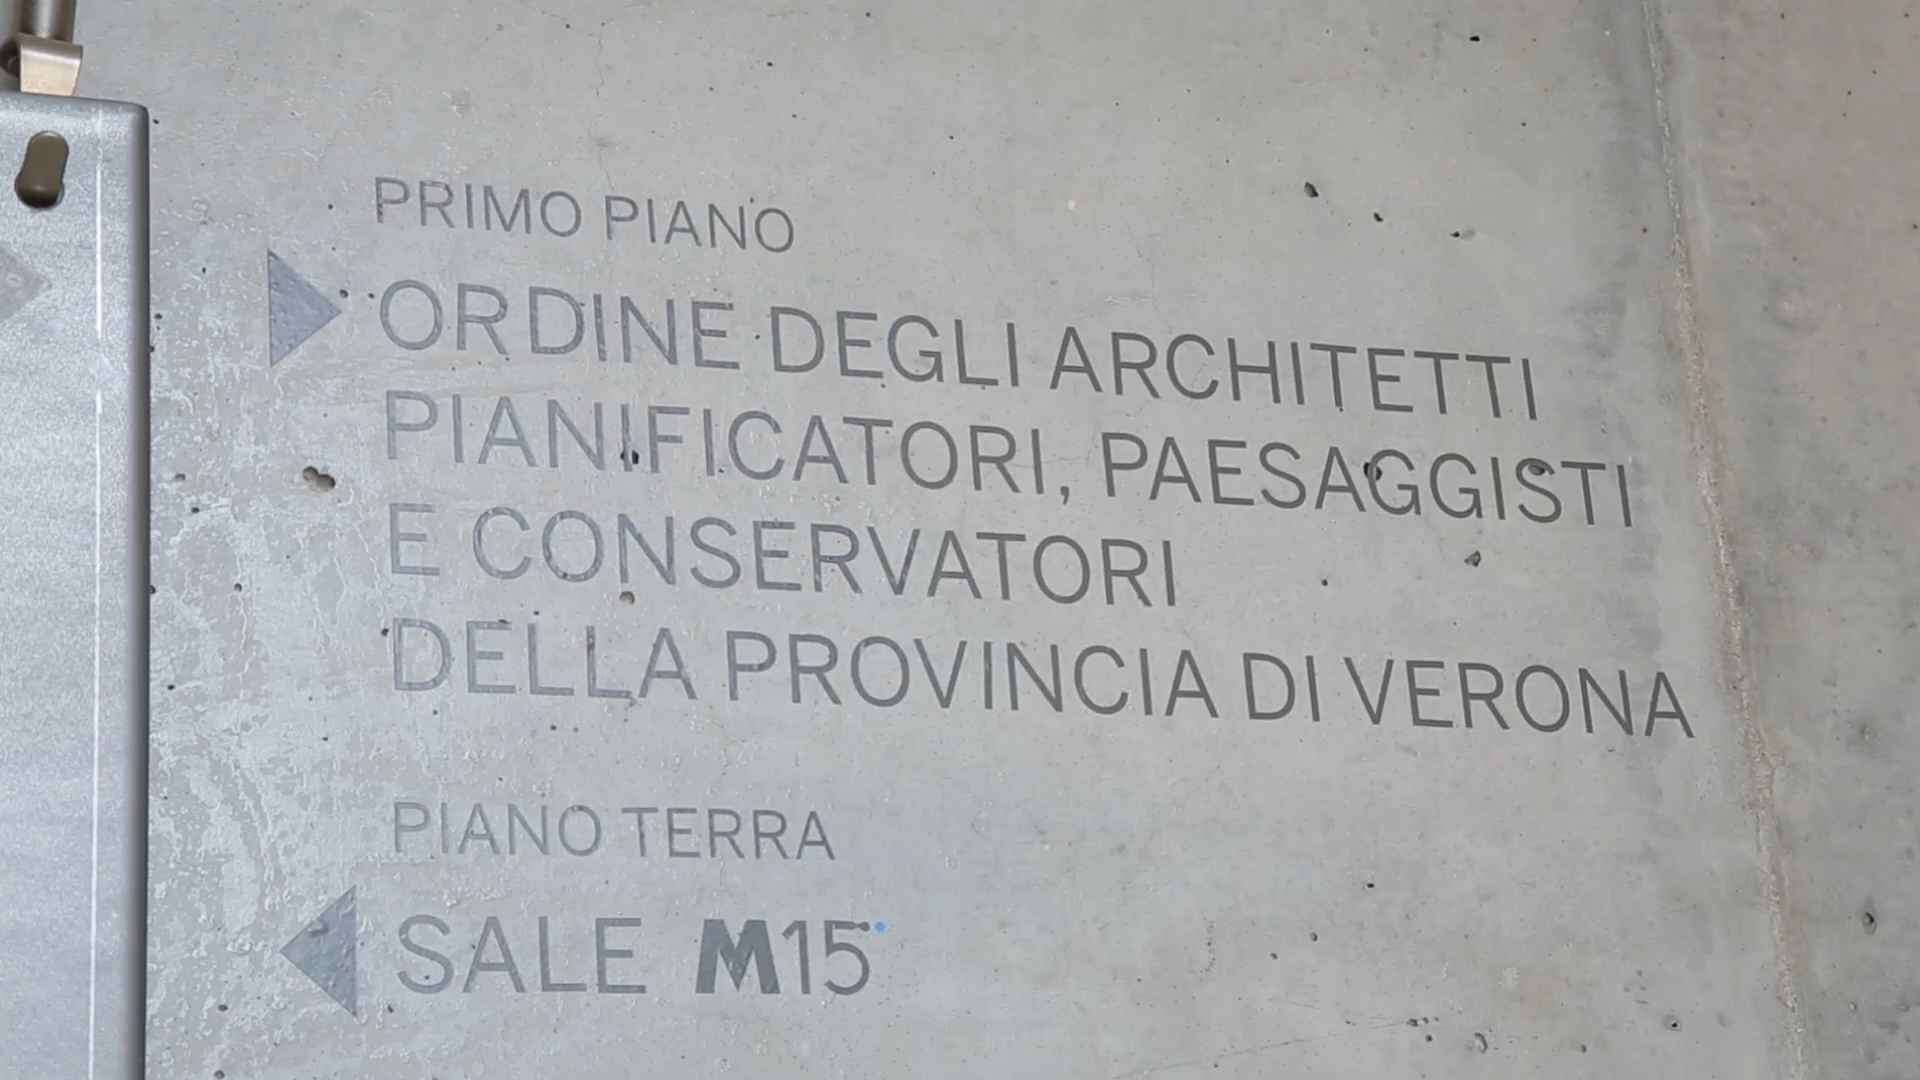 PRIMO PIANO
ORDINE DEGLI ARCHITETTI
PIANIFICATORI, PAESAGGISTI
E CONSERVATORI
DELLA PROVINCIA DI VERONA
PIANO TERRA
SALE M15